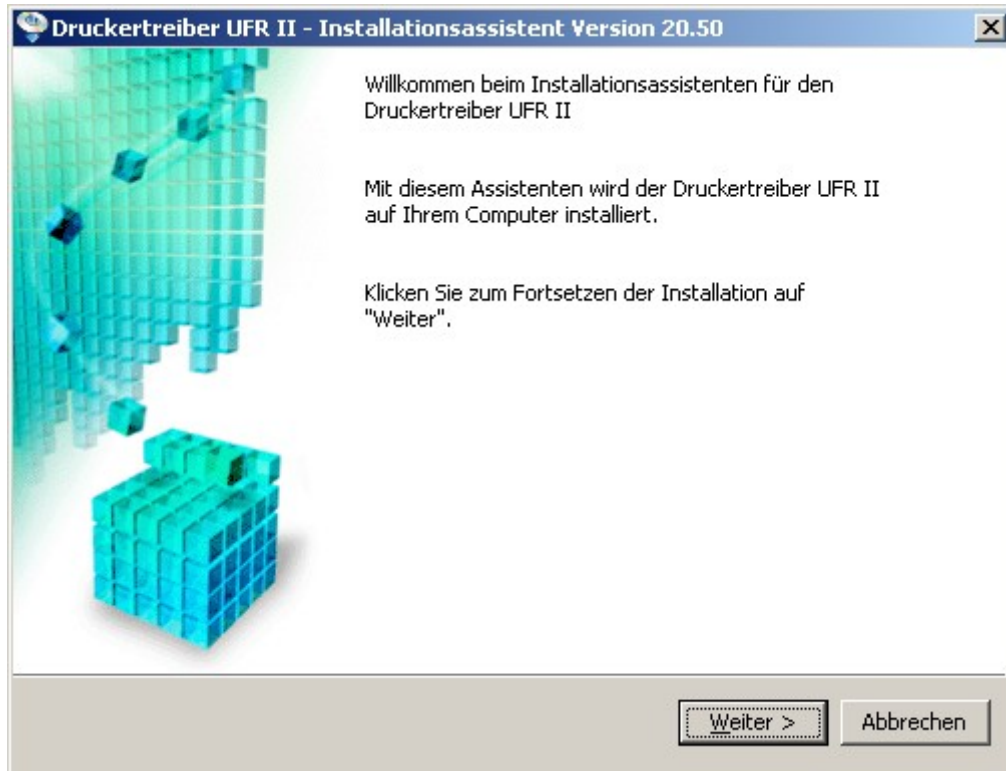 Druckertreiber UFR II - Installationsassistent Version 20.50
Willkommen beim Installationsassistenten für den
Druckertreiber UFR II
Mit diesem Assistenten wird der Druckertreiber UFR II
auf Ihrem Computer installiert.
Klicken Sie zum Fortsetzen der Installation auf
"Weiter".
Weiter >
Abbrechen